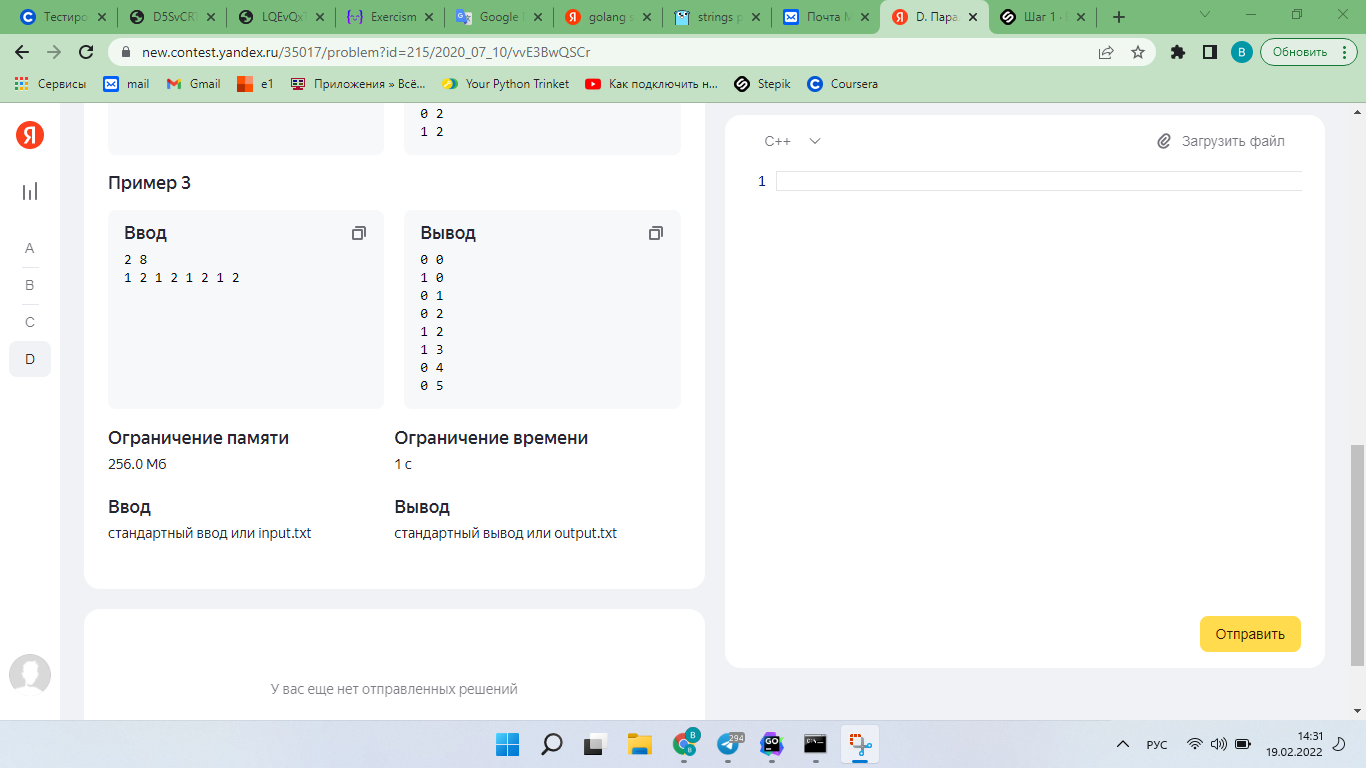 Тестиро
D5SvCRT
LQEvQx
Exercism
Google
golang s
strings p
Почта M
D. Пара
Шаг 1 ·
new.contest.yandex.ru/35017/problem?id=215/2020_07_10/vvE3BwQSCr
B
Обновить
Сервисы
mail
Gmail
e1
Приложения » Всё...
Your Python Trinket
Как подключить н...
Stepik
Coursera
Я
A
B
C
D
0 2
1 2
Пример 3
Ввод
2 8
1 2 1 2 1 2 1 2
Вывод
0 0
1 0
0 1
0 2
1 2
1 3
0 4
0 5
Ограничение памяти
256.0 Мб
Ограничение времени
1 с
Ввод
стандартный ввод или input.txt
Вывод
стандартный вывод или output.txt
У вас еще нет отправленных решений
C++
Загрузить файл
1
Отправить
B
294
GO
РУС
14:31
19.02.2022